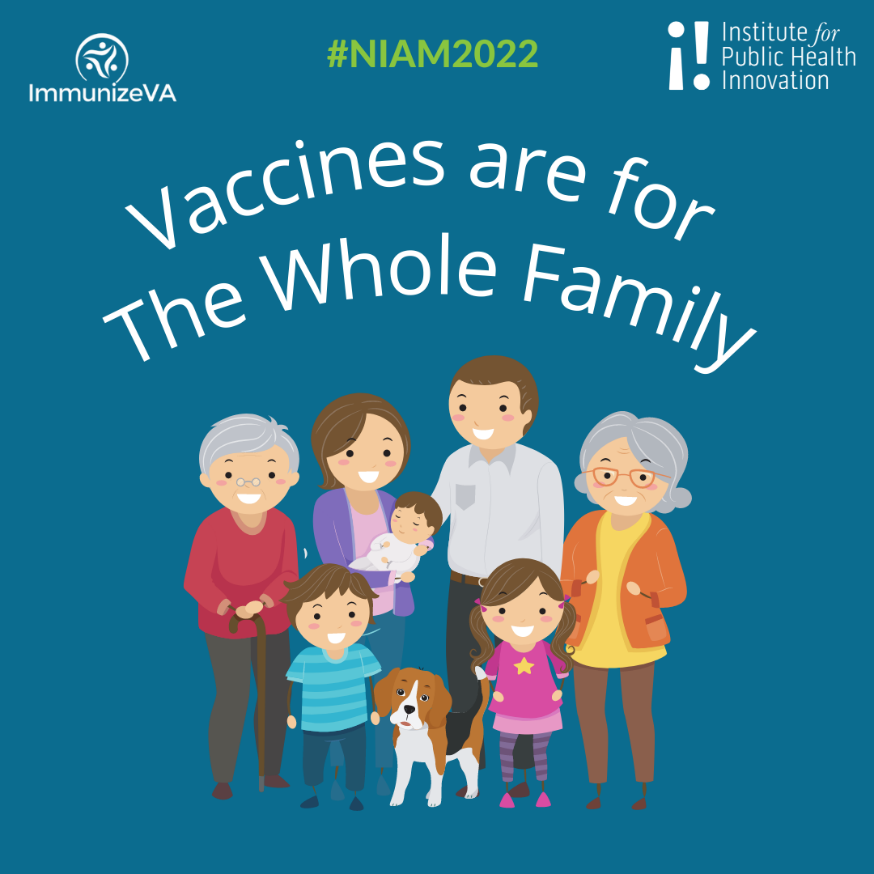 ImmunizeVA
#NIAM2022
Institute for
Public Health
Innovation
Vaccines are for
The Whole Family